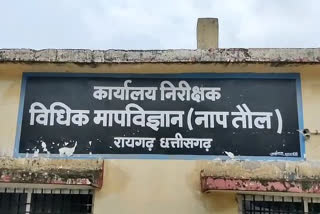 कार्यालय निरीक्षक
विधिक मापविज्ञान (नाप तौल)
रायगढ़ छत्तीसगढ़